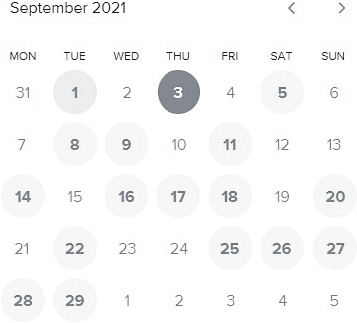 September 2021
MON TUE WED THU FRI SAT SUN
31 1 2 3 4 5 6
7 8 9 10 11 12 13
14 15 16 17 18 19 20
21 22 23 24 25 26 27
28 29 1 2 3 4 5